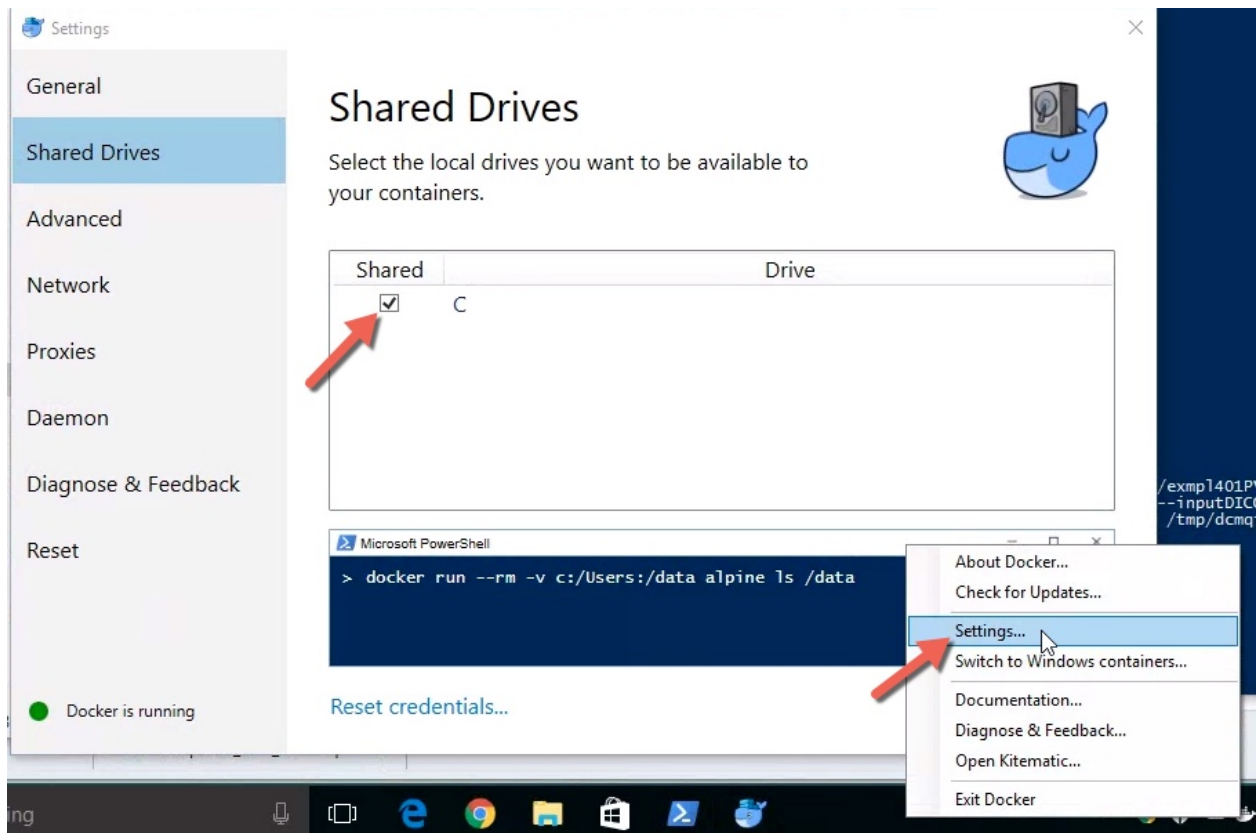 Settings
General
Shared Drives
Advanced
Network
Proxies
Daemon
Diagnose & Feedback
Reset
Docker is running
Shared Drives
Select the local drives you want to be available to
your containers.
Shared Drive
C
Microsoft PowerShell
> docker run --rm -v c:/Users:/data alpine ls /data
Reset credentials...
/exmpl401P
--inputDIC
/tmp/dcmq
About Docker...
Check for Updates...
Settings...
Switch to Windows containers...
Documentation...
Diagnose & Feedback...
Open Kitematic...
Exit Docker
ing